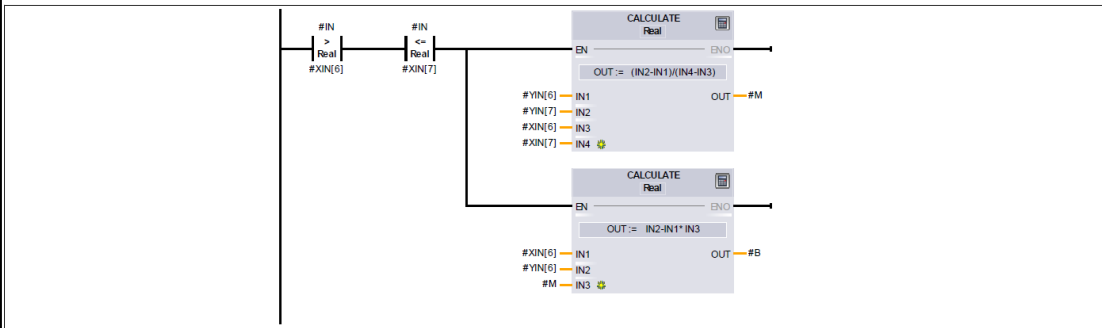 #IN #IN
> <=
Real Real
#XIN[6] #XIN[7]
CALCULATE
Real
EN ENO
OUT := (IN2-IN1)/(IN4-IN3)
#YIN[6] IN1 OUT #M
#YIN[7] IN2
#XIN[6] IN3
#XIN[7] IN4
CALCULATE
Real
EN ENO
OUT := IN2-IN1* IN3
#XIN[6] IN1 OUT #B
#YIN[6] IN2
#M IN3